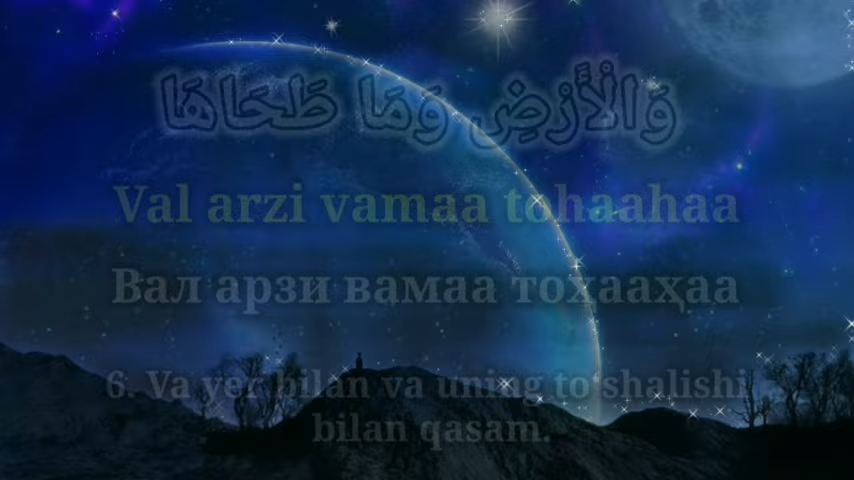 وَالْأَرْضِ وَمَا طَحَاهَا
Val arzi vamaa tohaahaa
Вал арзи вамаа тоҳааҳаа
6. Va yer bilan va uning to'shalishi
bilan qasam.